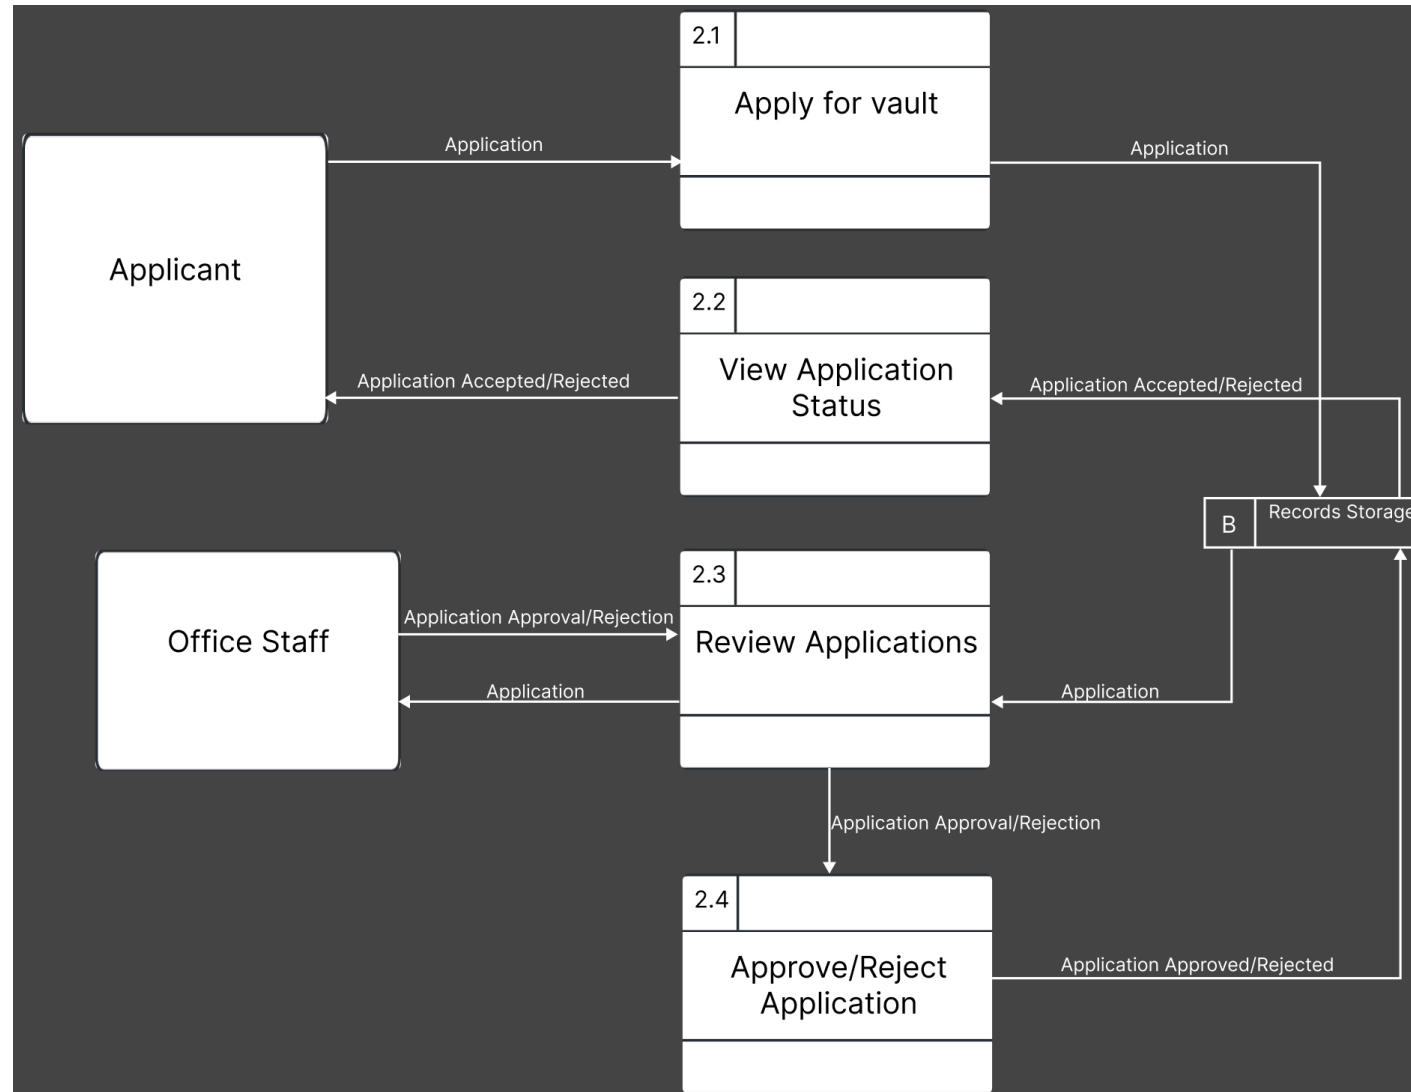 2.1
Apply for vault
Application
Application
Applicant
2.2
View Application
Status
Application Accepted/Rejected
Application Accepted/Rejected
B
Records Storage
2.3
Office Staff
Application Approval/Rejection
Review Applications
Application
Application
Application Approval/Rejection
2.4
Approve/Reject
Application
Application Approved/Rejected